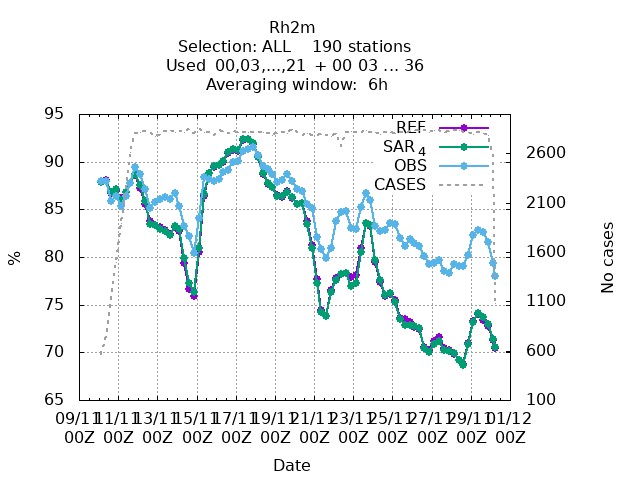 Rh2m
Selection: ALL 190 stations
Used 00,03,...,21 + 00 03 ... 36
Averaging window: 6h
95
90
85
80
75
70
65
%
2600
2100
1600
1100
600
100
No cases
REF
SAR 4
OBS
CASES
09/11 11/11 13/11 15/11 17/11 19/11 21/11 23/11 25/11 27/11 29/11 01/12
00Z 00Z 00Z 00Z 00Z 00Z 00Z 00Z 00Z 00Z 00Z 00Z
Date